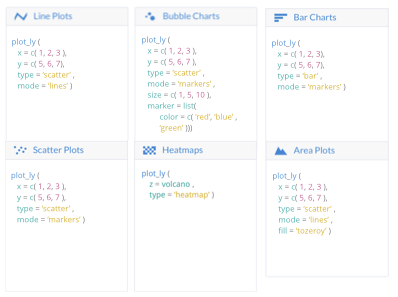 Line Plots
plot_ly (
x = c( 1, 2, 3 ),
y = c( 5, 6, 7),
type = 'scatter' ,
mode = 'lines' )
Bubble Charts
plot_ly (
x = c( 1, 2, 3 ),
y = c( 5, 6, 7 ),
type = 'scatter' ,
mode = 'markers' ,
size = c( 1, 5, 10 ),
marker = list(
color = c( 'red', 'blue' ,
'green' )))
Bar Charts
plot_ly (
x = c( 1, 2, 3),
y = c( 5, 6, 7),
type = 'bar' ,
mode = 'markers' )
Scatter Plots
plot_ly (
x = c( 1, 2, 3 ),
y = c( 5, 6, 7 ),
type = 'scatter' ,
mode = 'markers' )
Heatmaps
plot_ly (
z = volcano ,
type = 'heatmap' )
Area Plots
plot_ly (
x = c( 1, 2, 3 ),
y = c( 5, 6, 7 ),
type = 'scatter' ,
mode = 'lines' ,
fill = 'tozeroy' )